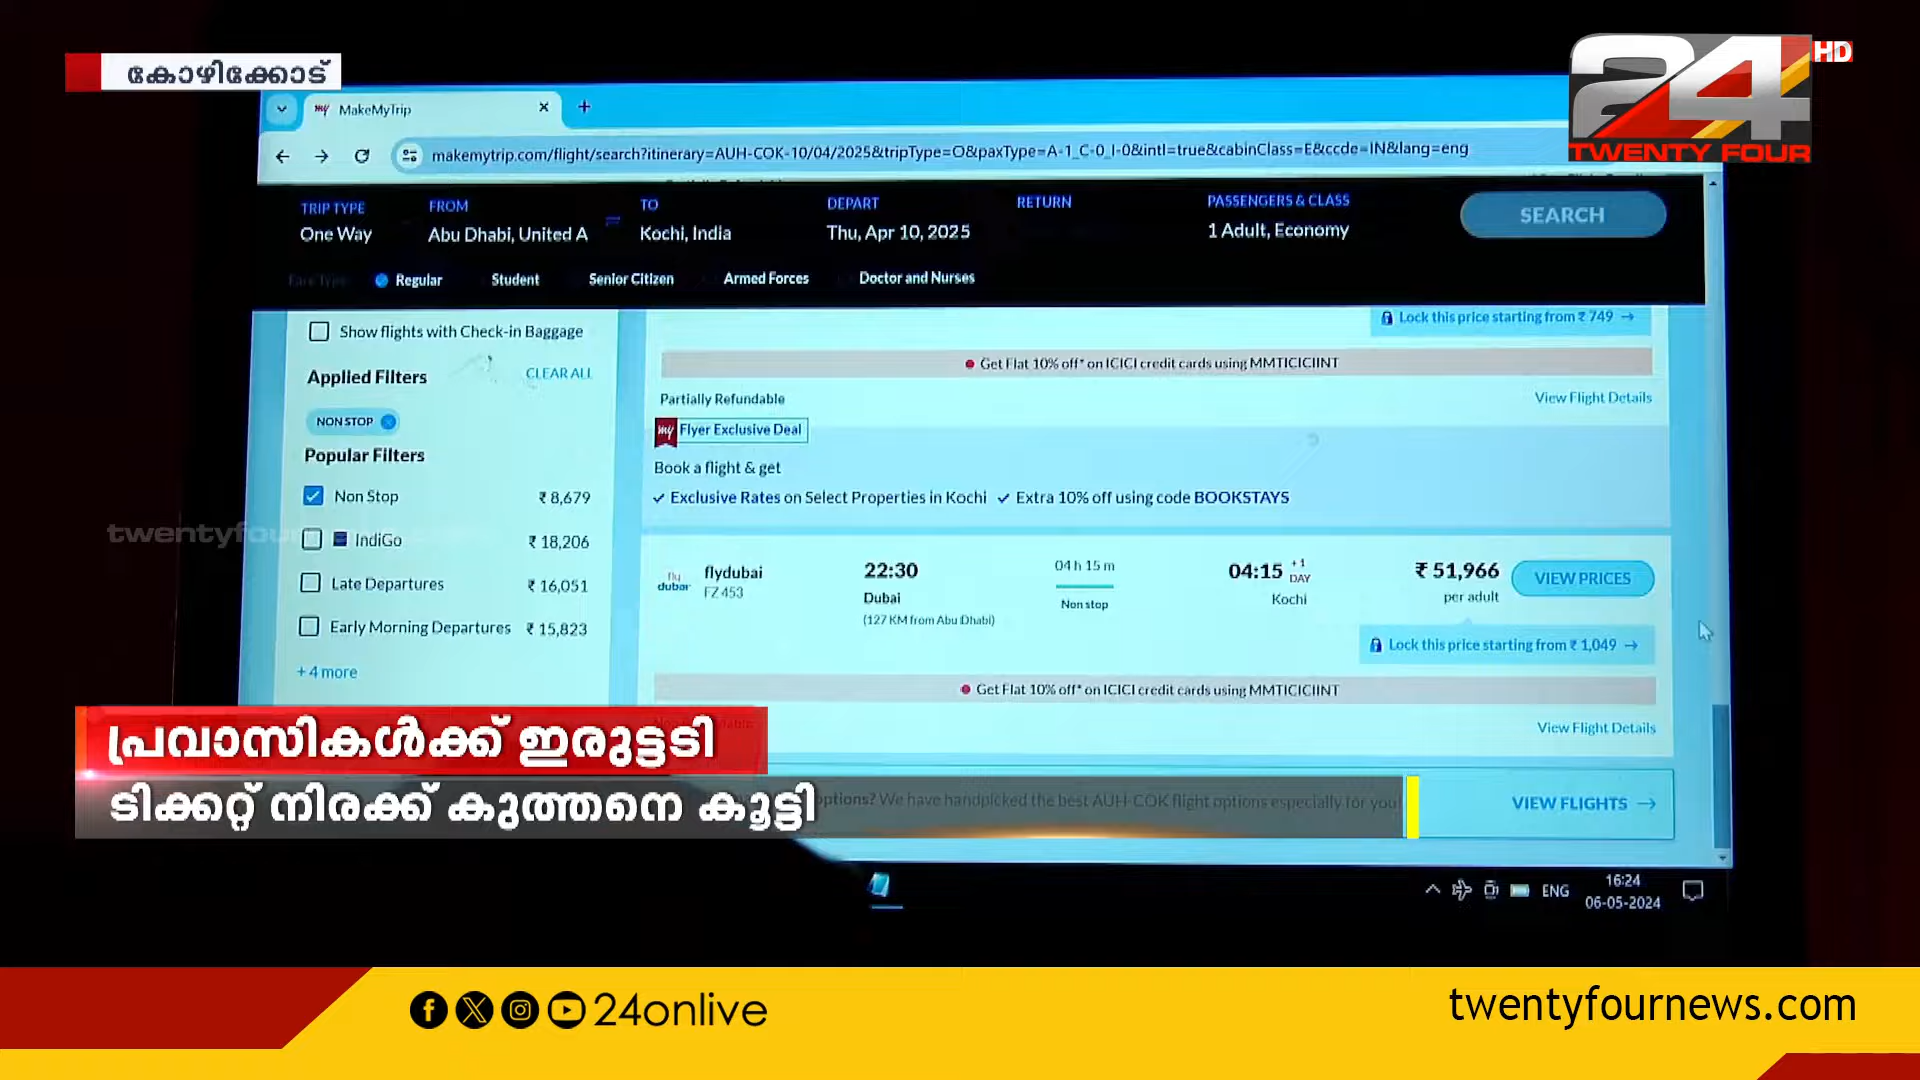 കോഴിക്കോട്
24 HD
TWENTY FOUR
MakeMyTrip
makemytrip.com/flight/search?itinerary=AUH-COK-10/04/2025&tripType=O&paxType=A-1_C-0_I-0&intl=true&cabinClass=E&ccde=IN&lang=eng
TRIP TYPE FROM TO DEPART RETURN PASSENGERS & CLASS
One Way Abu Dhabi, United A Kochi, India Thu, Apr 10, 2025 1 Adult, Economy SEARCH
Fare Type Regular Student Senior Citizen Armed Forces Doctor and Nurses
Show flights with Check-in Baggage
Applied Filters CLEAR ALL
NON STOP
Popular Filters
Non Stop ₹ 8,679
IndiGo ₹ 18,206
Late Departures ₹ 16,051
Early Morning Departures ₹ 15,823
+ 4 more
Lock this price starting from ₹ 749 →
Get Flat 10% off* on ICICI credit cards using MMTICICIINT
Partially Refundable View Flight Details
my Flyer Exclusive Deal
Book a flight & get
Exclusive Rates on Select Properties in Kochi Extra 10% off using code BOOKSTAYS
fly dubai flydubai 22:30 04 h 15 m 04:15 +1 DAY ₹ 51,966 VIEW PRICES
FZ 453 Dubai Non stop Kochi per adult
(127 KM from Abu Dhabi)
Lock this price starting from ₹ 1,049 →
Get Flat 10% off* on ICICI credit cards using MMTICICIINT
View Flight Details
options? We have handpicked the best AUH-COK flight options especially for you VIEW FLIGHTS →
twentyfou
പ്രവാസികൾക്ക് ഇരുട്ടടി
ടിക്കറ്റ് നിരക്ക് കുത്തനെ കൂട്ടി
ENG 16:24
06-05-2024
24onlive
twentyfournews.com